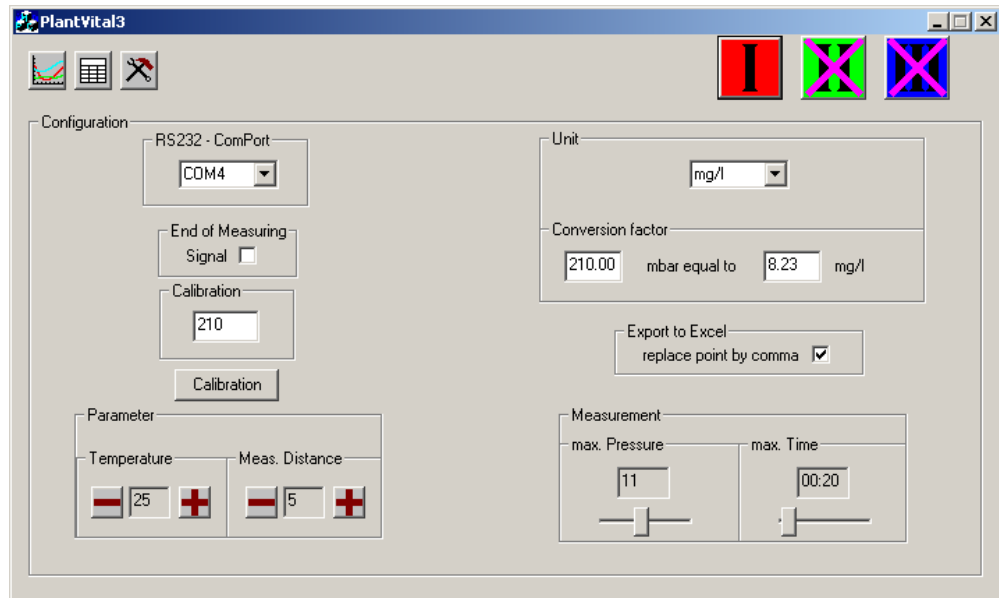 PlantVital3
I
II
III
Configuration
RS232 - ComPort
COM4
End of Measuring
Signal
Calibration
210
Calibration
Parameter
Temperature
25
Meas. Distance
5
Unit
mg/l
Conversion factor
210.00 mbar equal to 8.23 mg/l
Export to Excel
replace point by comma
Measurement
max. Pressure
11
max. Time
00:20